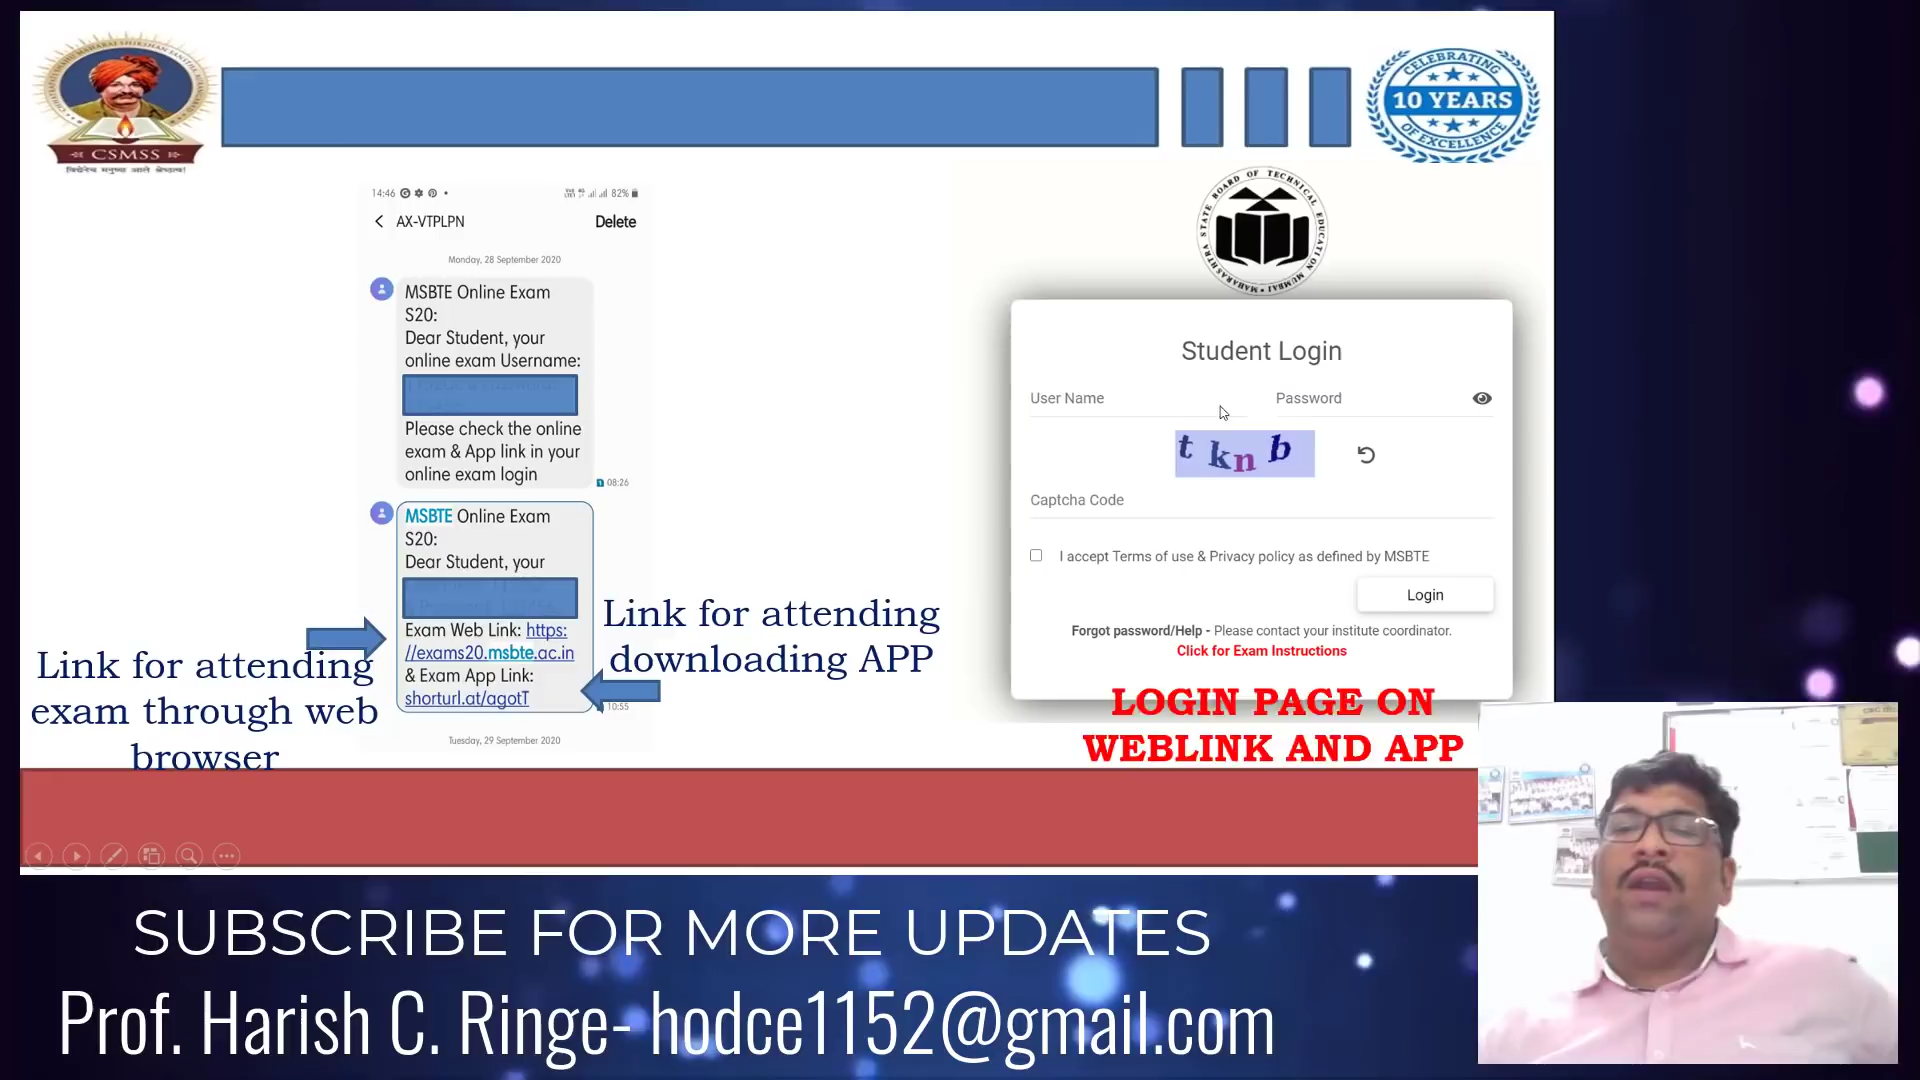 CSMSS
विद्येनेच मनुष्या आले श्रेष्ठत्व!
CELEBRATING
10 YEARS
OF EXCELLENCE
14:46
82%
AX-VTPLPN
Delete
Monday, 28 September 2020
MSBTE Online Exam
S20:
Dear Student, your
online exam Username:
Please check the online
exam & App link in your
online exam login
08:26
MSBTE Online Exam
S20:
Dear Student, your
Exam Web Link: https:
//exams20.msbte.ac.in
& Exam App Link:
shorturl.at/agotT
10:55
Tuesday, 29 September 2020
Link for attending
exam through web
browser
Link for attending
downloading APP
MAHARASHTRA STATE BOARD OF TECHNICAL EDUCATION MUMBAI
Student Login
User Name
Password
t k n b
Captcha Code
I accept Terms of use & Privacy policy as defined by MSBTE
Login
Forgot password/Help - Please contact your institute coordinator.
Click for Exam Instructions
LOGIN PAGE ON
WEBLINK AND APP
SUBSCRIBE FOR MORE UPDATES
Prof. Harish C. Ringe- hodce1152@gmail.com